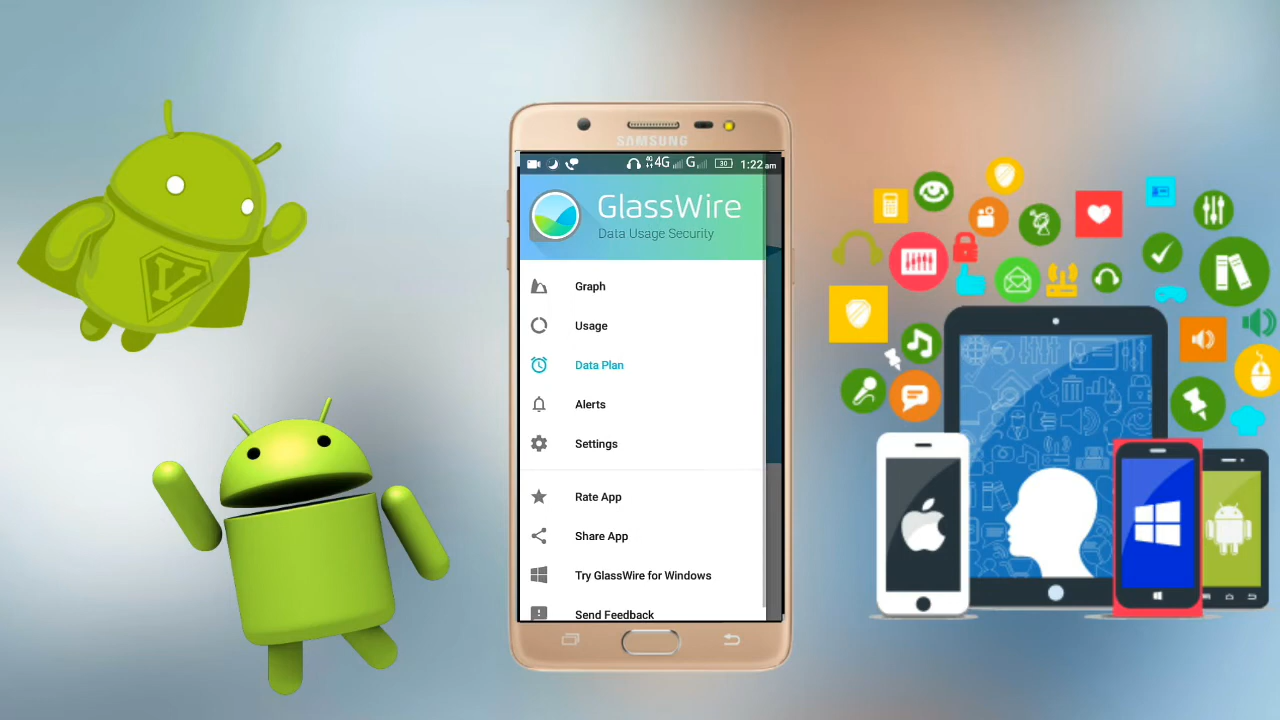 V
SAMSUNG
4G 4G G 30 1:22 am
GlassWire
Data Usage Security
Graph
Usage
Data Plan
Alerts
Settings
Rate App
Share App
Try GlassWire for Windows
Send Feedback